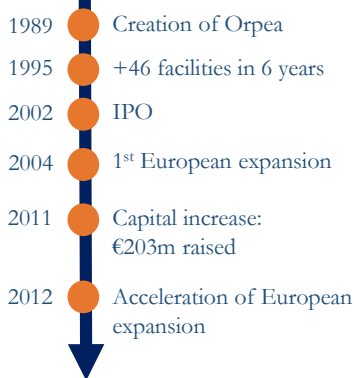 1989 Creation of Orpea
1995 +46 facilities in 6 years
2002 IPO
2004 1st European expansion
2011 Capital increase:
€203m raised
2012 Acceleration of European
expansion